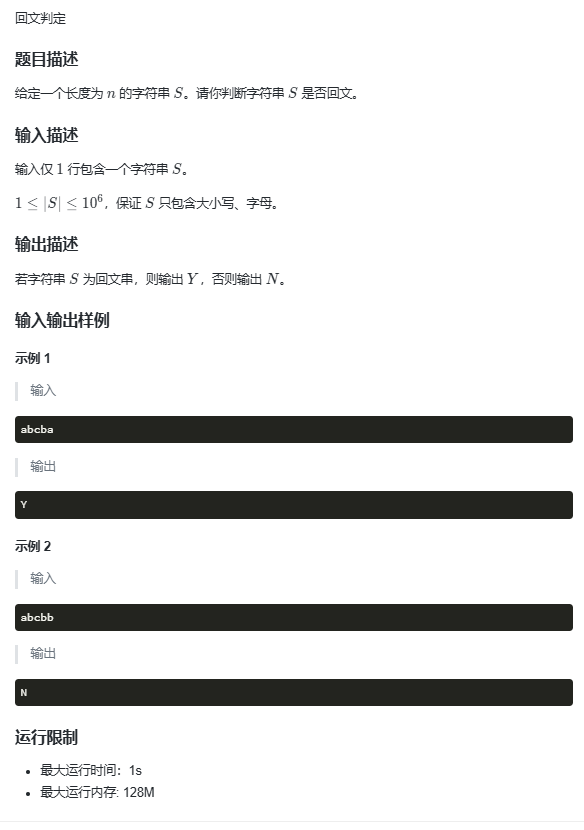 回文判定
题目描述
给定一个长度为 n 的字符串 S。请你判断字符串 S 是否回文。
输入描述
输入仅 1 行包含一个字符串 S。
1 ≤ |S| ≤ 10⁶，保证 S 只包含大小写、字母。
输出描述
若字符串 S 为回文串，则输出 Y ，否则输出 N。
输入输出样例
示例 1
输入
abcba
输出
Y
示例 2
输入
abcbb
输出
N
运行限制
• 最大运行时间：1s
• 最大运行内存: 128M